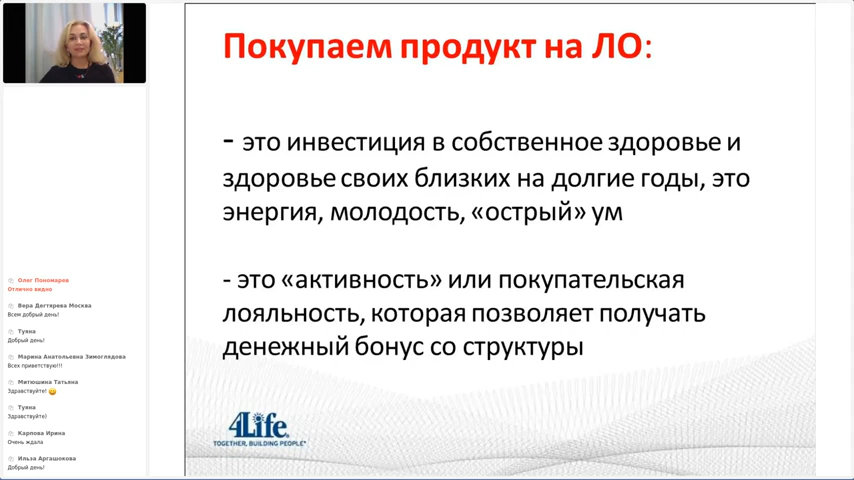 Покупаем продукт на ЛО:
- это инвестиция в собственное здоровье и
здоровье своих близких на долгие годы, это
энергия, молодость, «острый» ум
- это «активность» или покупательская
лояльность, которая позволяет получать
денежный бонус со структуры
4Life®
TOGETHER, BUILDING PEOPLE™
Олег Пономарев
Отлично видно
Вера Дегтярева Москва
Всем добрый день!
Туяна
Добрый день!
Марина Анатольевна Зимоглядова
Всех приветствую!!!
Митюшина Татьяна
Здравствуйте! 😀
Туяна
Здравствуйте)
Карпова Ирина
Очень ждала
Ильза Аргашокова
Добрый день!